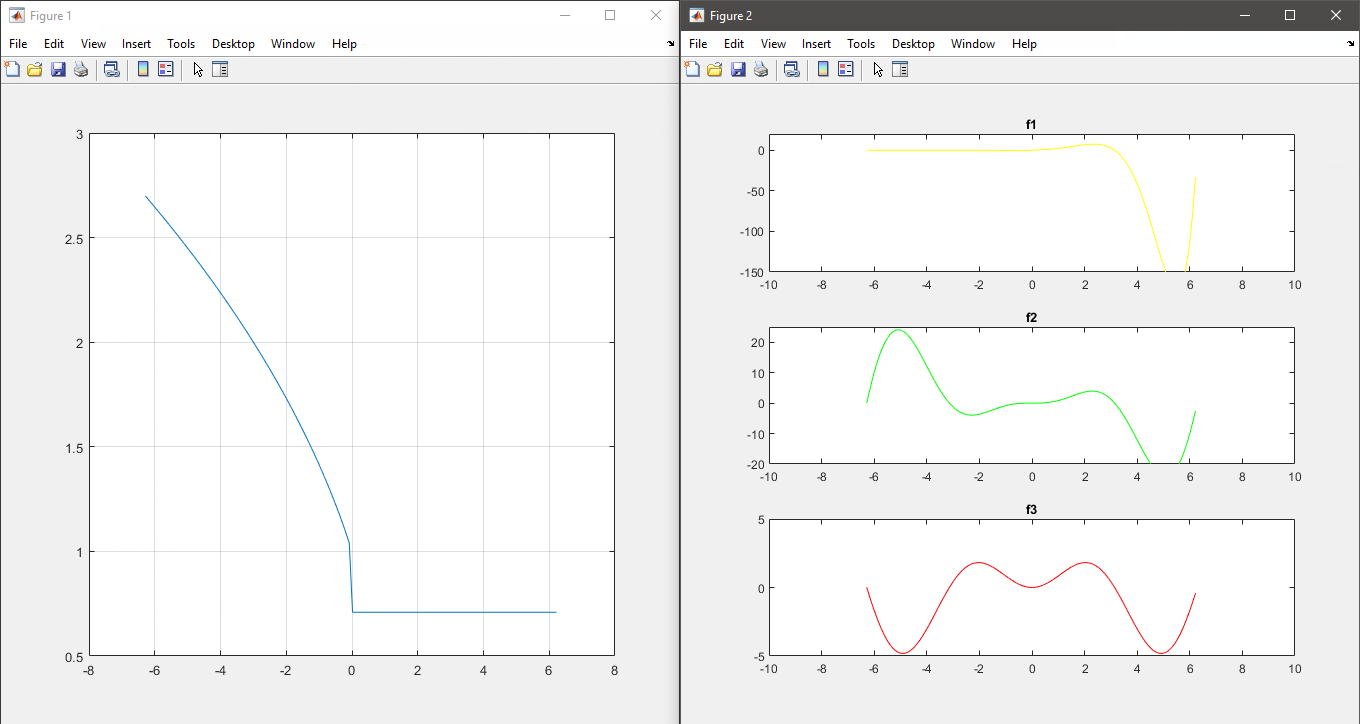 Figure 1
File Edit View Insert Tools Desktop Window Help
3
2.5
2
1.5
1
0.5
-8 -6 -4 -2 0 2 4 6 8
Figure 2
File Edit View Insert Tools Desktop Window Help
f1
0
-50
-100
-150
-10 -8 -6 -4 -2 0 2 4 6 8 10
f2
20
10
0
-10
-20
-10 -8 -6 -4 -2 0 2 4 6 8 10
f3
5
0
-5
-10 -8 -6 -4 -2 0 2 4 6 8 10